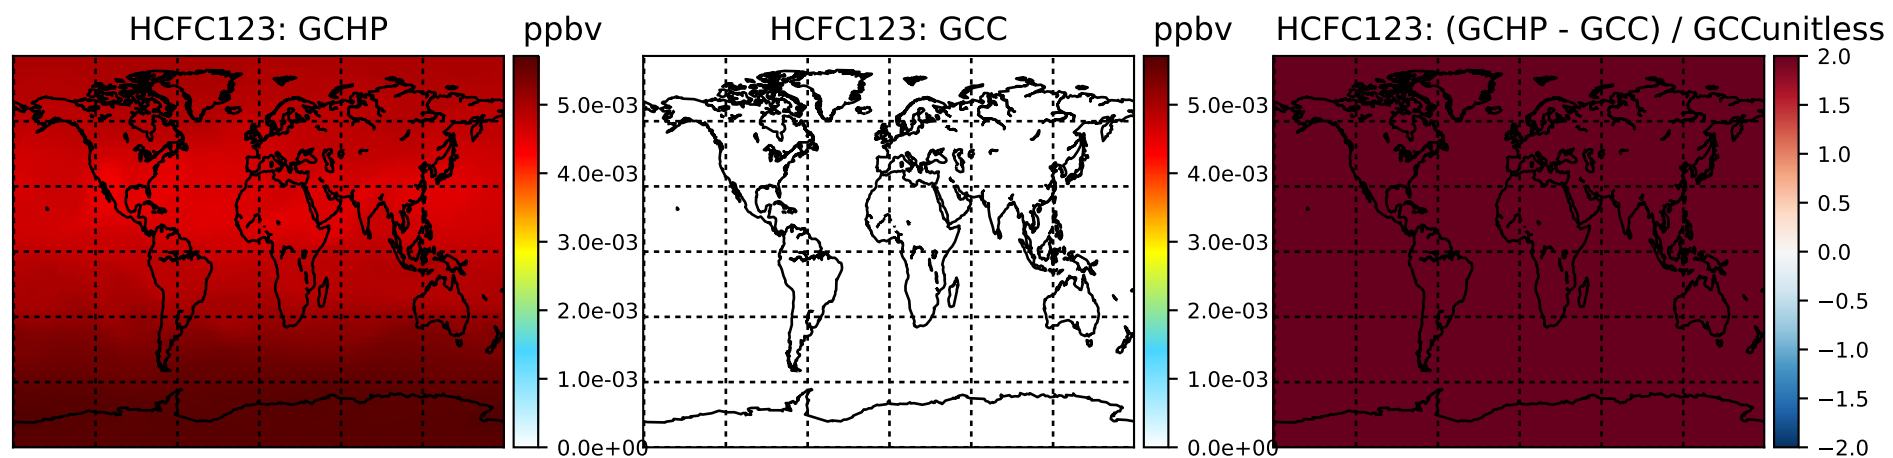 HCFC123: GCHP
ppbv
5.0e-03
4.0e-03
3.0e-03
2.0e-03
1.0e-03
0.0e+00
HCFC123: GCC
ppbv
5.0e-03
4.0e-03
3.0e-03
2.0e-03
1.0e-03
0.0e+00
HCFC123: (GCHP - GCC) / GCC
unitless
2.0
1.5
1.0
0.5
0.0
−0.5
−1.0
−1.5
−2.0